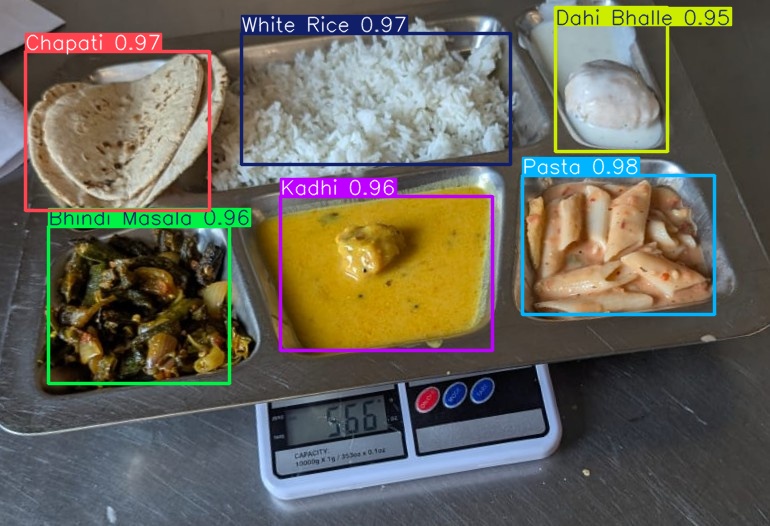 White Rice 0.97
Dahi Bhalle 0.95
Chapati 0.97
Pasta 0.98
Kadhi 0.96
Bhindi Masala 0.96
CAPACITY:
10000g X 1g / 353oz x 0.1oz